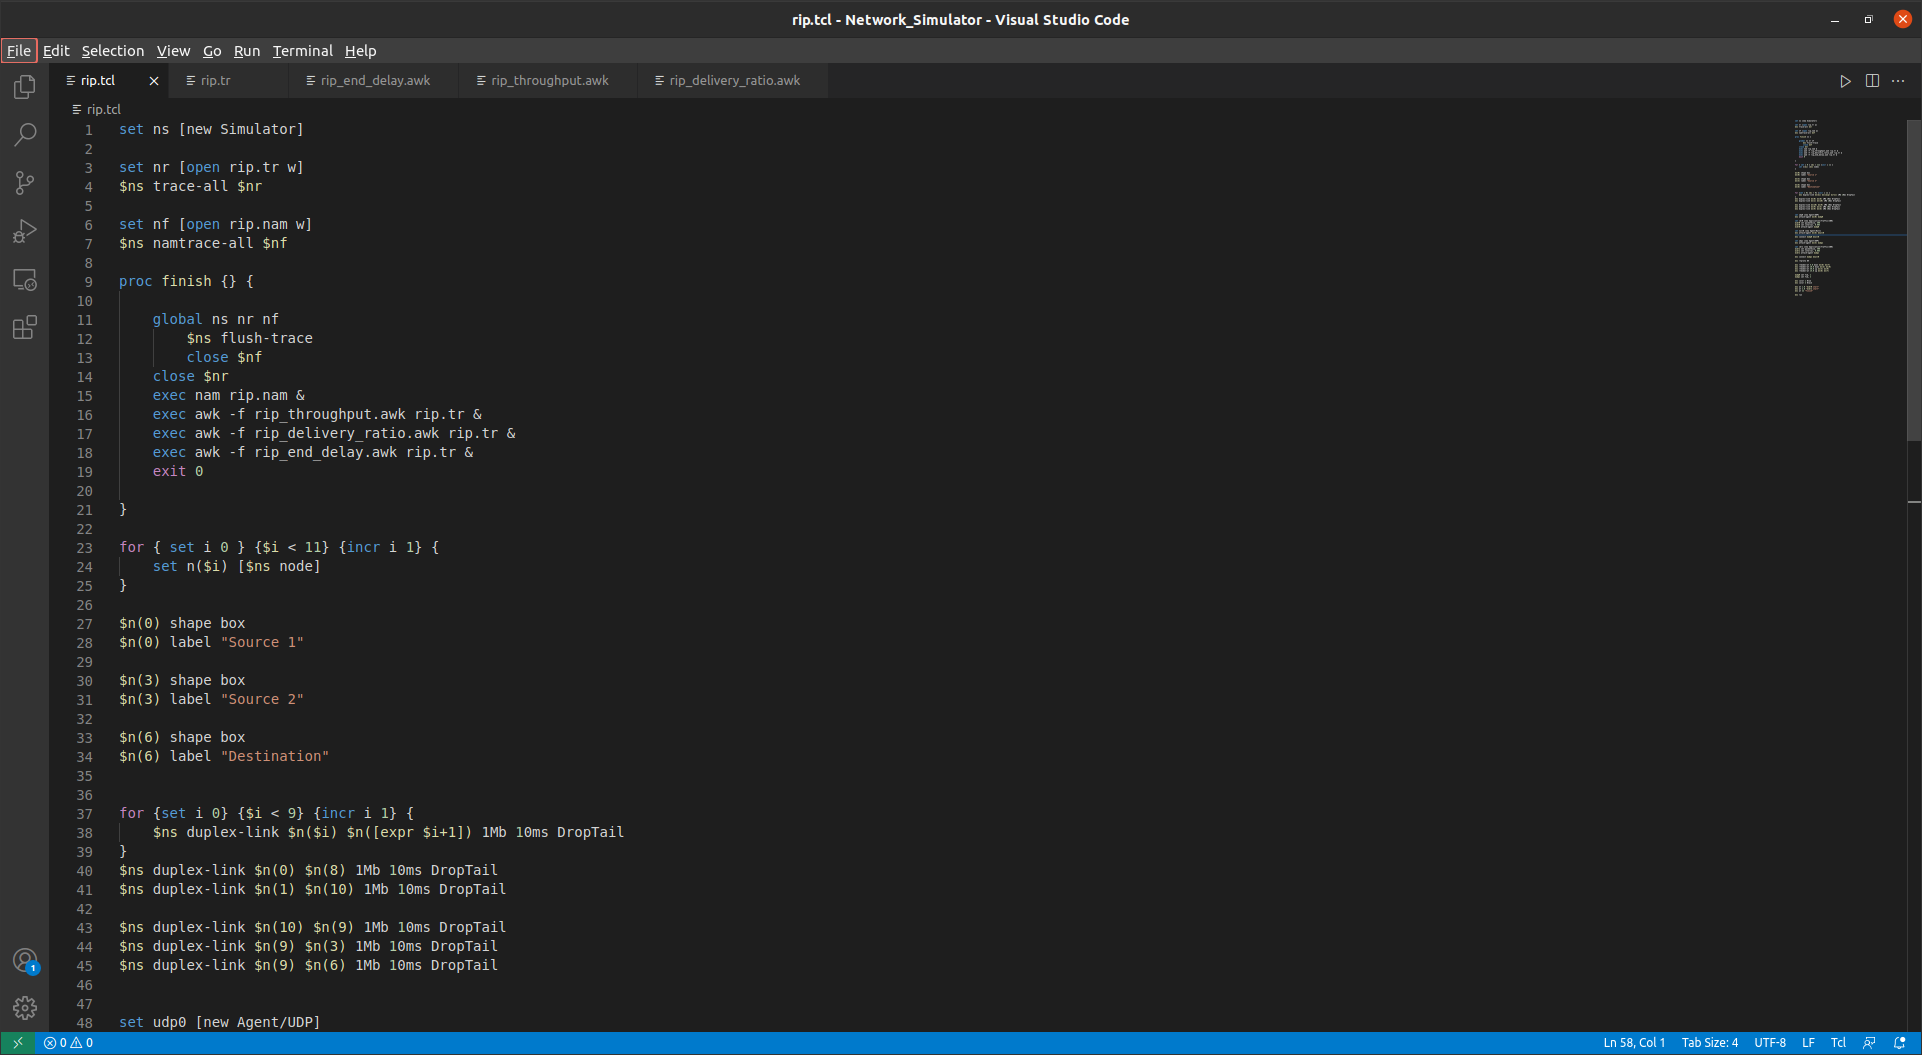 rip.tcl - Network_Simulator - Visual Studio Code
File Edit Selection View Go Run Terminal Help
rip.tcl rip.tr rip_end_delay.awk rip_throughput.awk rip_delivery_ratio.awk
rip.tcl
1 set ns [new Simulator]
2
3 set nr [open rip.tr w]
4 $ns trace-all $nr
5
6 set nf [open rip.nam w]
7 $ns namtrace-all $nf
8
9 proc finish {} {
10
11 global ns nr nf
12 $ns flush-trace
13 close $nf
14 close $nr
15 exec nam rip.nam &
16 exec awk -f rip_throughput.awk rip.tr &
17 exec awk -f rip_delivery_ratio.awk rip.tr &
18 exec awk -f rip_end_delay.awk rip.tr &
19 exit 0
20
21 }
22
23 for { set i 0 } {$i < 11} {incr i 1} {
24 set n($i) [$ns node]
25 }
26
27 $n(0) shape box
28 $n(0) label "Source 1"
29
30 $n(3) shape box
31 $n(3) label "Source 2"
32
33 $n(6) shape box
34 $n(6) label "Destination"
35
36
37 for {set i 0} {$i < 9} {incr i 1} {
38 $ns duplex-link $n($i) $n([expr $i+1]) 1Mb 10ms DropTail
39 }
40 $ns duplex-link $n(0) $n(8) 1Mb 10ms DropTail
41 $ns duplex-link $n(1) $n(10) 1Mb 10ms DropTail
42
43 $ns duplex-link $n(10) $n(9) 1Mb 10ms DropTail
44 $ns duplex-link $n(9) $n(3) 1Mb 10ms DropTail
45 $ns duplex-link $n(9) $n(6) 1Mb 10ms DropTail
46
47
48 set udp0 [new Agent/UDP]
1
0 0 Ln 58, Col 1 Tab Size: 4 UTF-8 LF Tcl